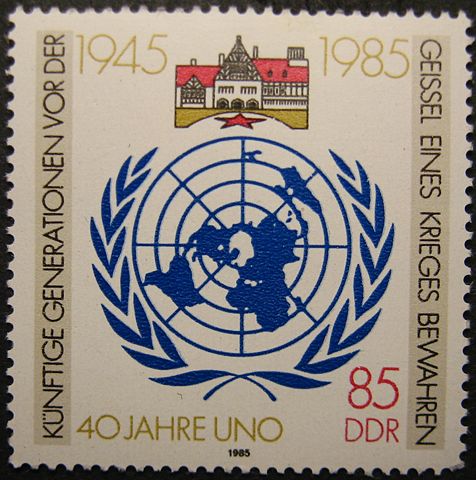 1945 1985
KÜNFTIGE GENERATIONEN VOR DER
GEISSEL EINES KRIEGES BEWAHREN
40 JAHRE UNO
85
DDR
1985